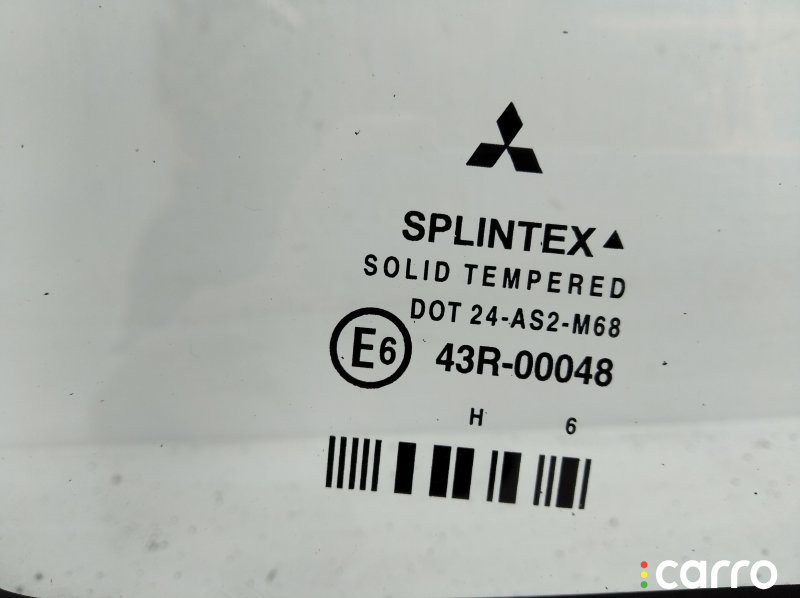 SPLINTEX
SOLID TEMPERED
DOT 24-AS2-M68
E6 43R-00048
H 6
carro